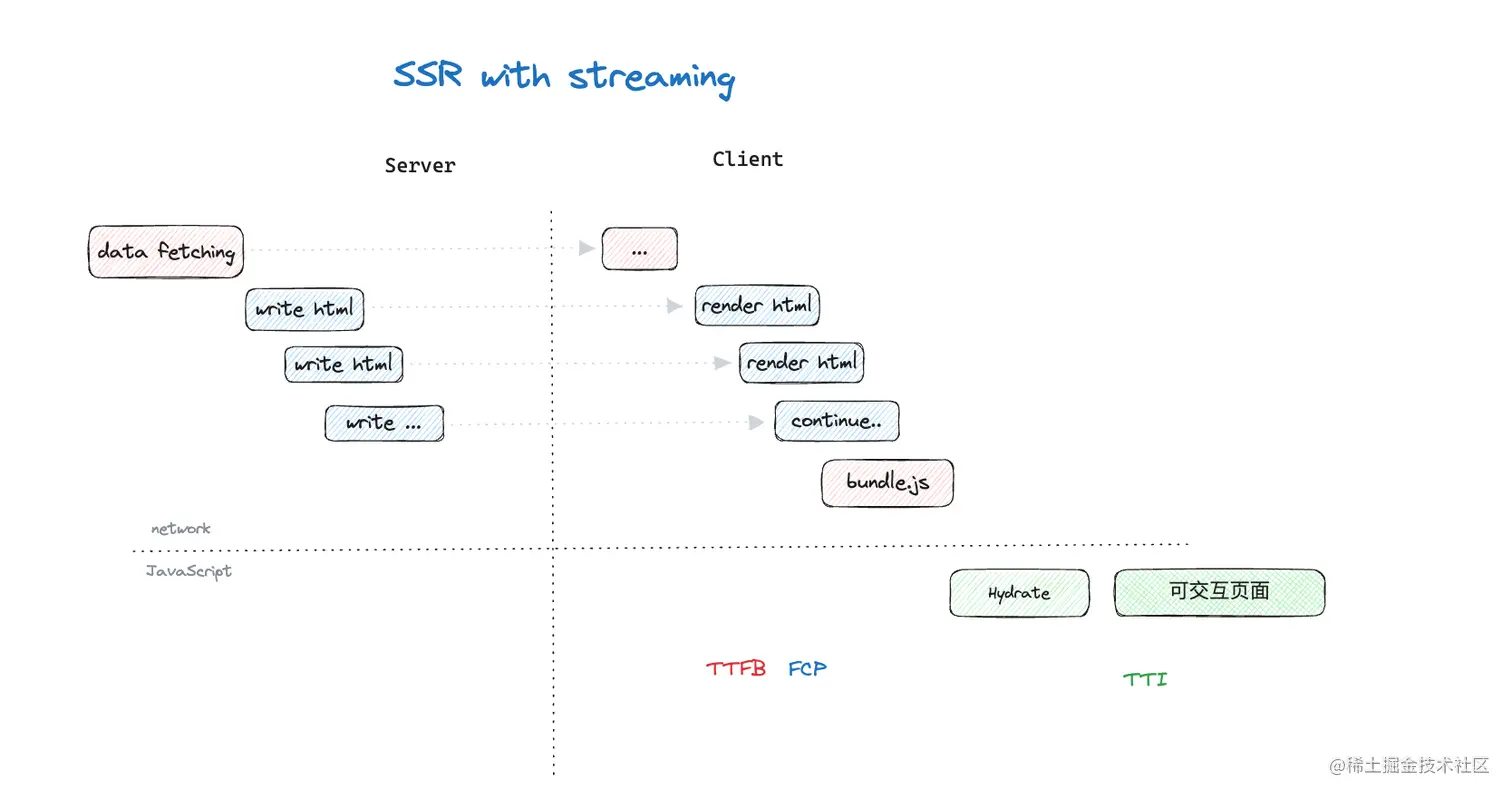 SSR with streaming
Server
Client
data fetching
...
write html
render html
write html
render html
write ...
continue..
bundle.js
network
JavaScript
Hydrate
可交互页面
TTFB
FCP
TTI
@稀土掘金技术社区